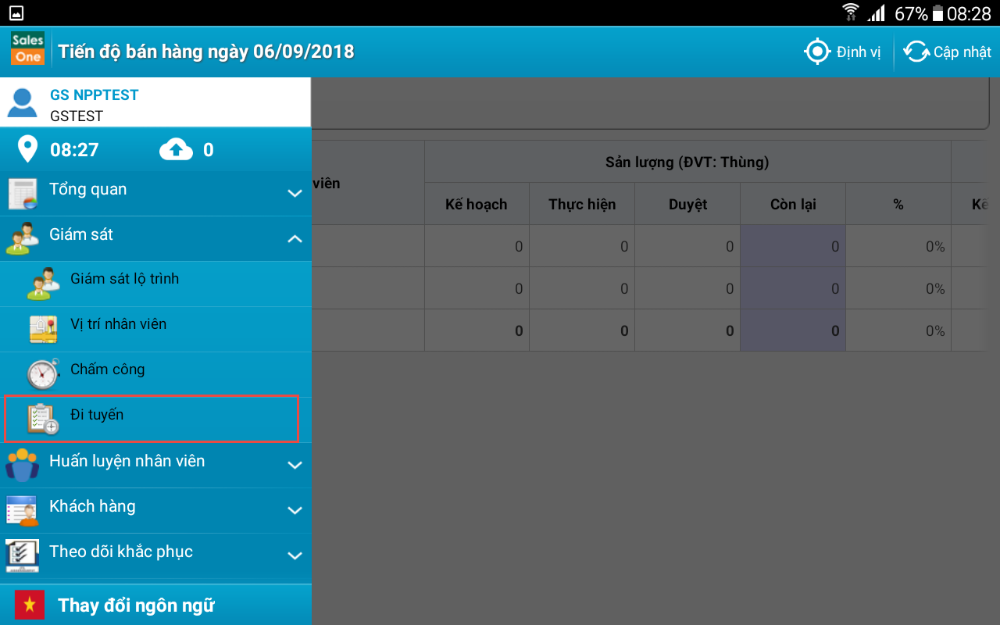 67% 08:28
Sales
One
Tiến độ bán hàng ngày 06/09/2018
Định vị
Cập nhật
GS NPPTEST
GSTEST
08:27
0
Tổng quan
Giám sát
Giám sát lộ trình
Vị trí nhân viên
Chấm công
Đi tuyến
Huấn luyện nhân viên
Khách hàng
Theo dõi khắc phục
Thay đổi ngôn ngữ
viên
Sản lượng (ĐVT: Thùng)
Kế hoạch Thực hiện Duyệt Còn lại % Kế
0 0 0 0 0%
0 0 0 0 0%
0 0 0 0 0%